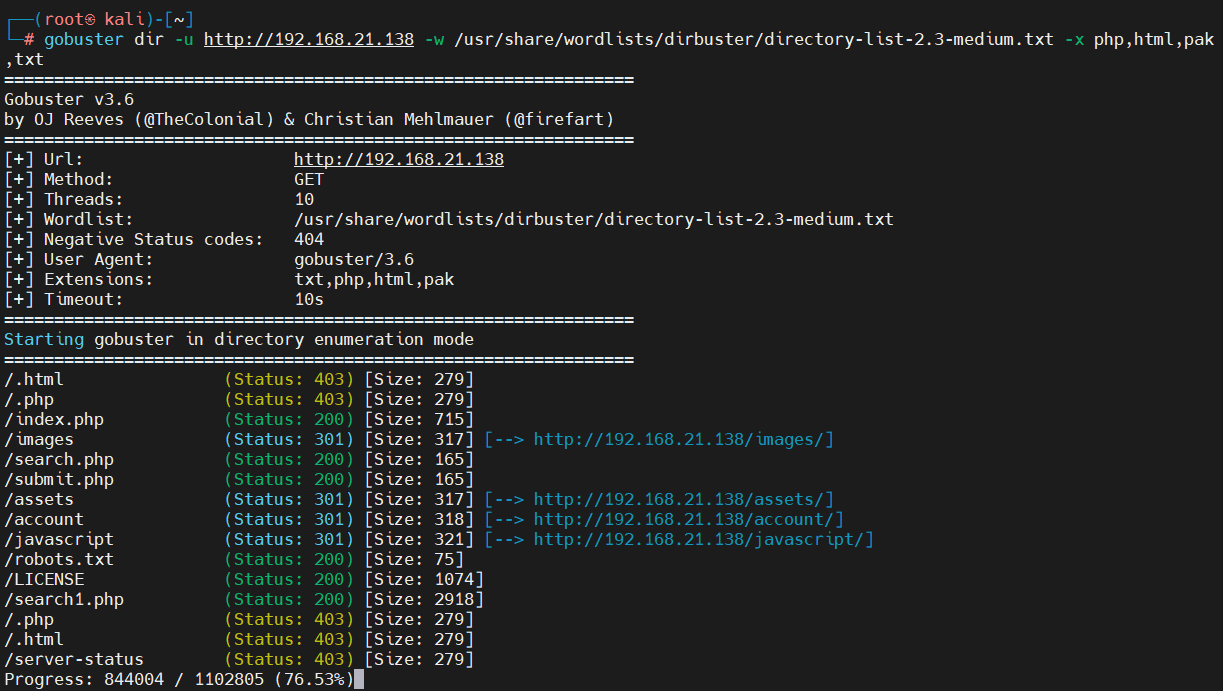 ┌──(root㉿ kali)-[~]
└─# gobuster dir -u http://192.168.21.138 -w /usr/share/wordlists/dirbuster/directory-list-2.3-medium.txt -x php,html,pak
,txt
===============================================================
Gobuster v3.6
by OJ Reeves (@TheColonial) & Christian Mehlmauer (@firefart)
===============================================================
[+] Url:                     http://192.168.21.138
[+] Method:                  GET
[+] Threads:                 10
[+] Wordlist:                /usr/share/wordlists/dirbuster/directory-list-2.3-medium.txt
[+] Negative Status codes:   404
[+] User Agent:              gobuster/3.6
[+] Extensions:              txt,php,html,pak
[+] Timeout:                 10s
===============================================================
Starting gobuster in directory enumeration mode
===============================================================
/.html                (Status: 403) [Size: 279]
/.php                 (Status: 403) [Size: 279]
/index.php            (Status: 200) [Size: 715]
/images               (Status: 301) [Size: 317] [--> http://192.168.21.138/images/]
/search.php           (Status: 200) [Size: 165]
/submit.php           (Status: 200) [Size: 165]
/assets               (Status: 301) [Size: 317] [--> http://192.168.21.138/assets/]
/account              (Status: 301) [Size: 318] [--> http://192.168.21.138/account/]
/javascript           (Status: 301) [Size: 321] [--> http://192.168.21.138/javascript/]
/robots.txt           (Status: 200) [Size: 75]
/LICENSE              (Status: 200) [Size: 1074]
/search1.php          (Status: 200) [Size: 2918]
/.php                 (Status: 403) [Size: 279]
/.html                (Status: 403) [Size: 279]
/server-status        (Status: 403) [Size: 279]
Progress: 844004 / 1102805 (76.53%)